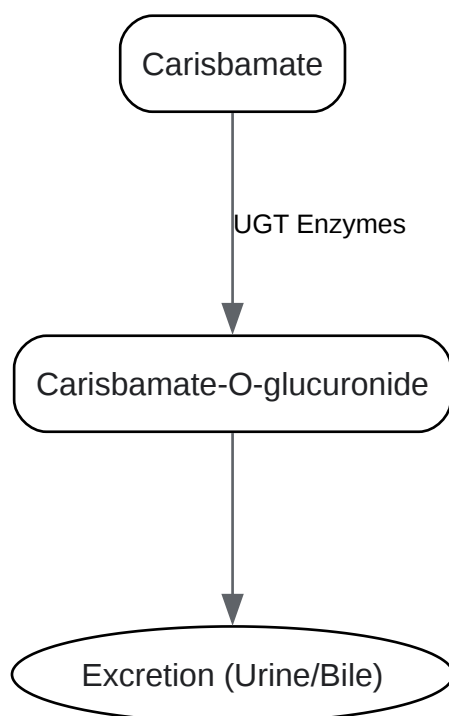 Carisbamate
UGT Enzymes
Carisbamate-O-glucuronide
Excretion (Urine/Bile)